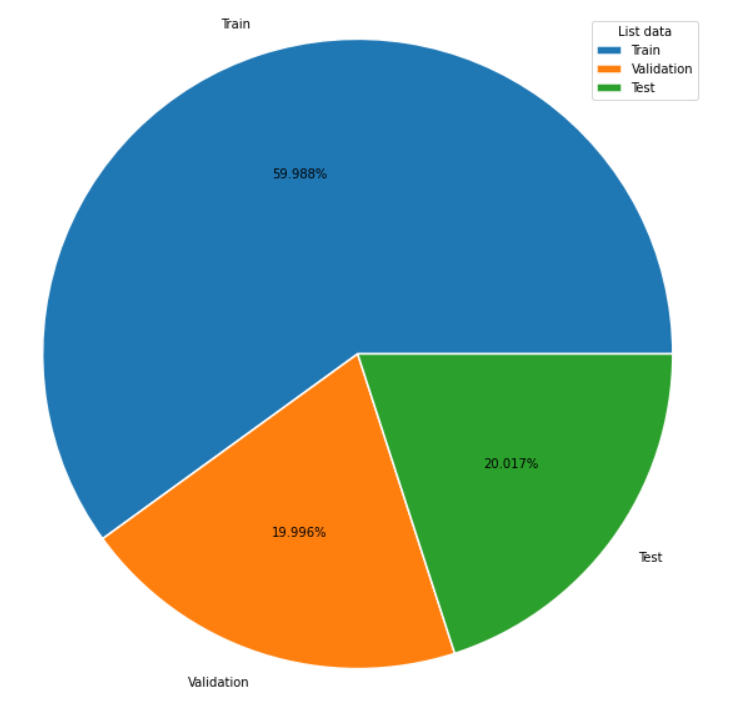 Train
List data
Train
Validation
Test
59.988%
20.017%
19.996%
Test
Validation